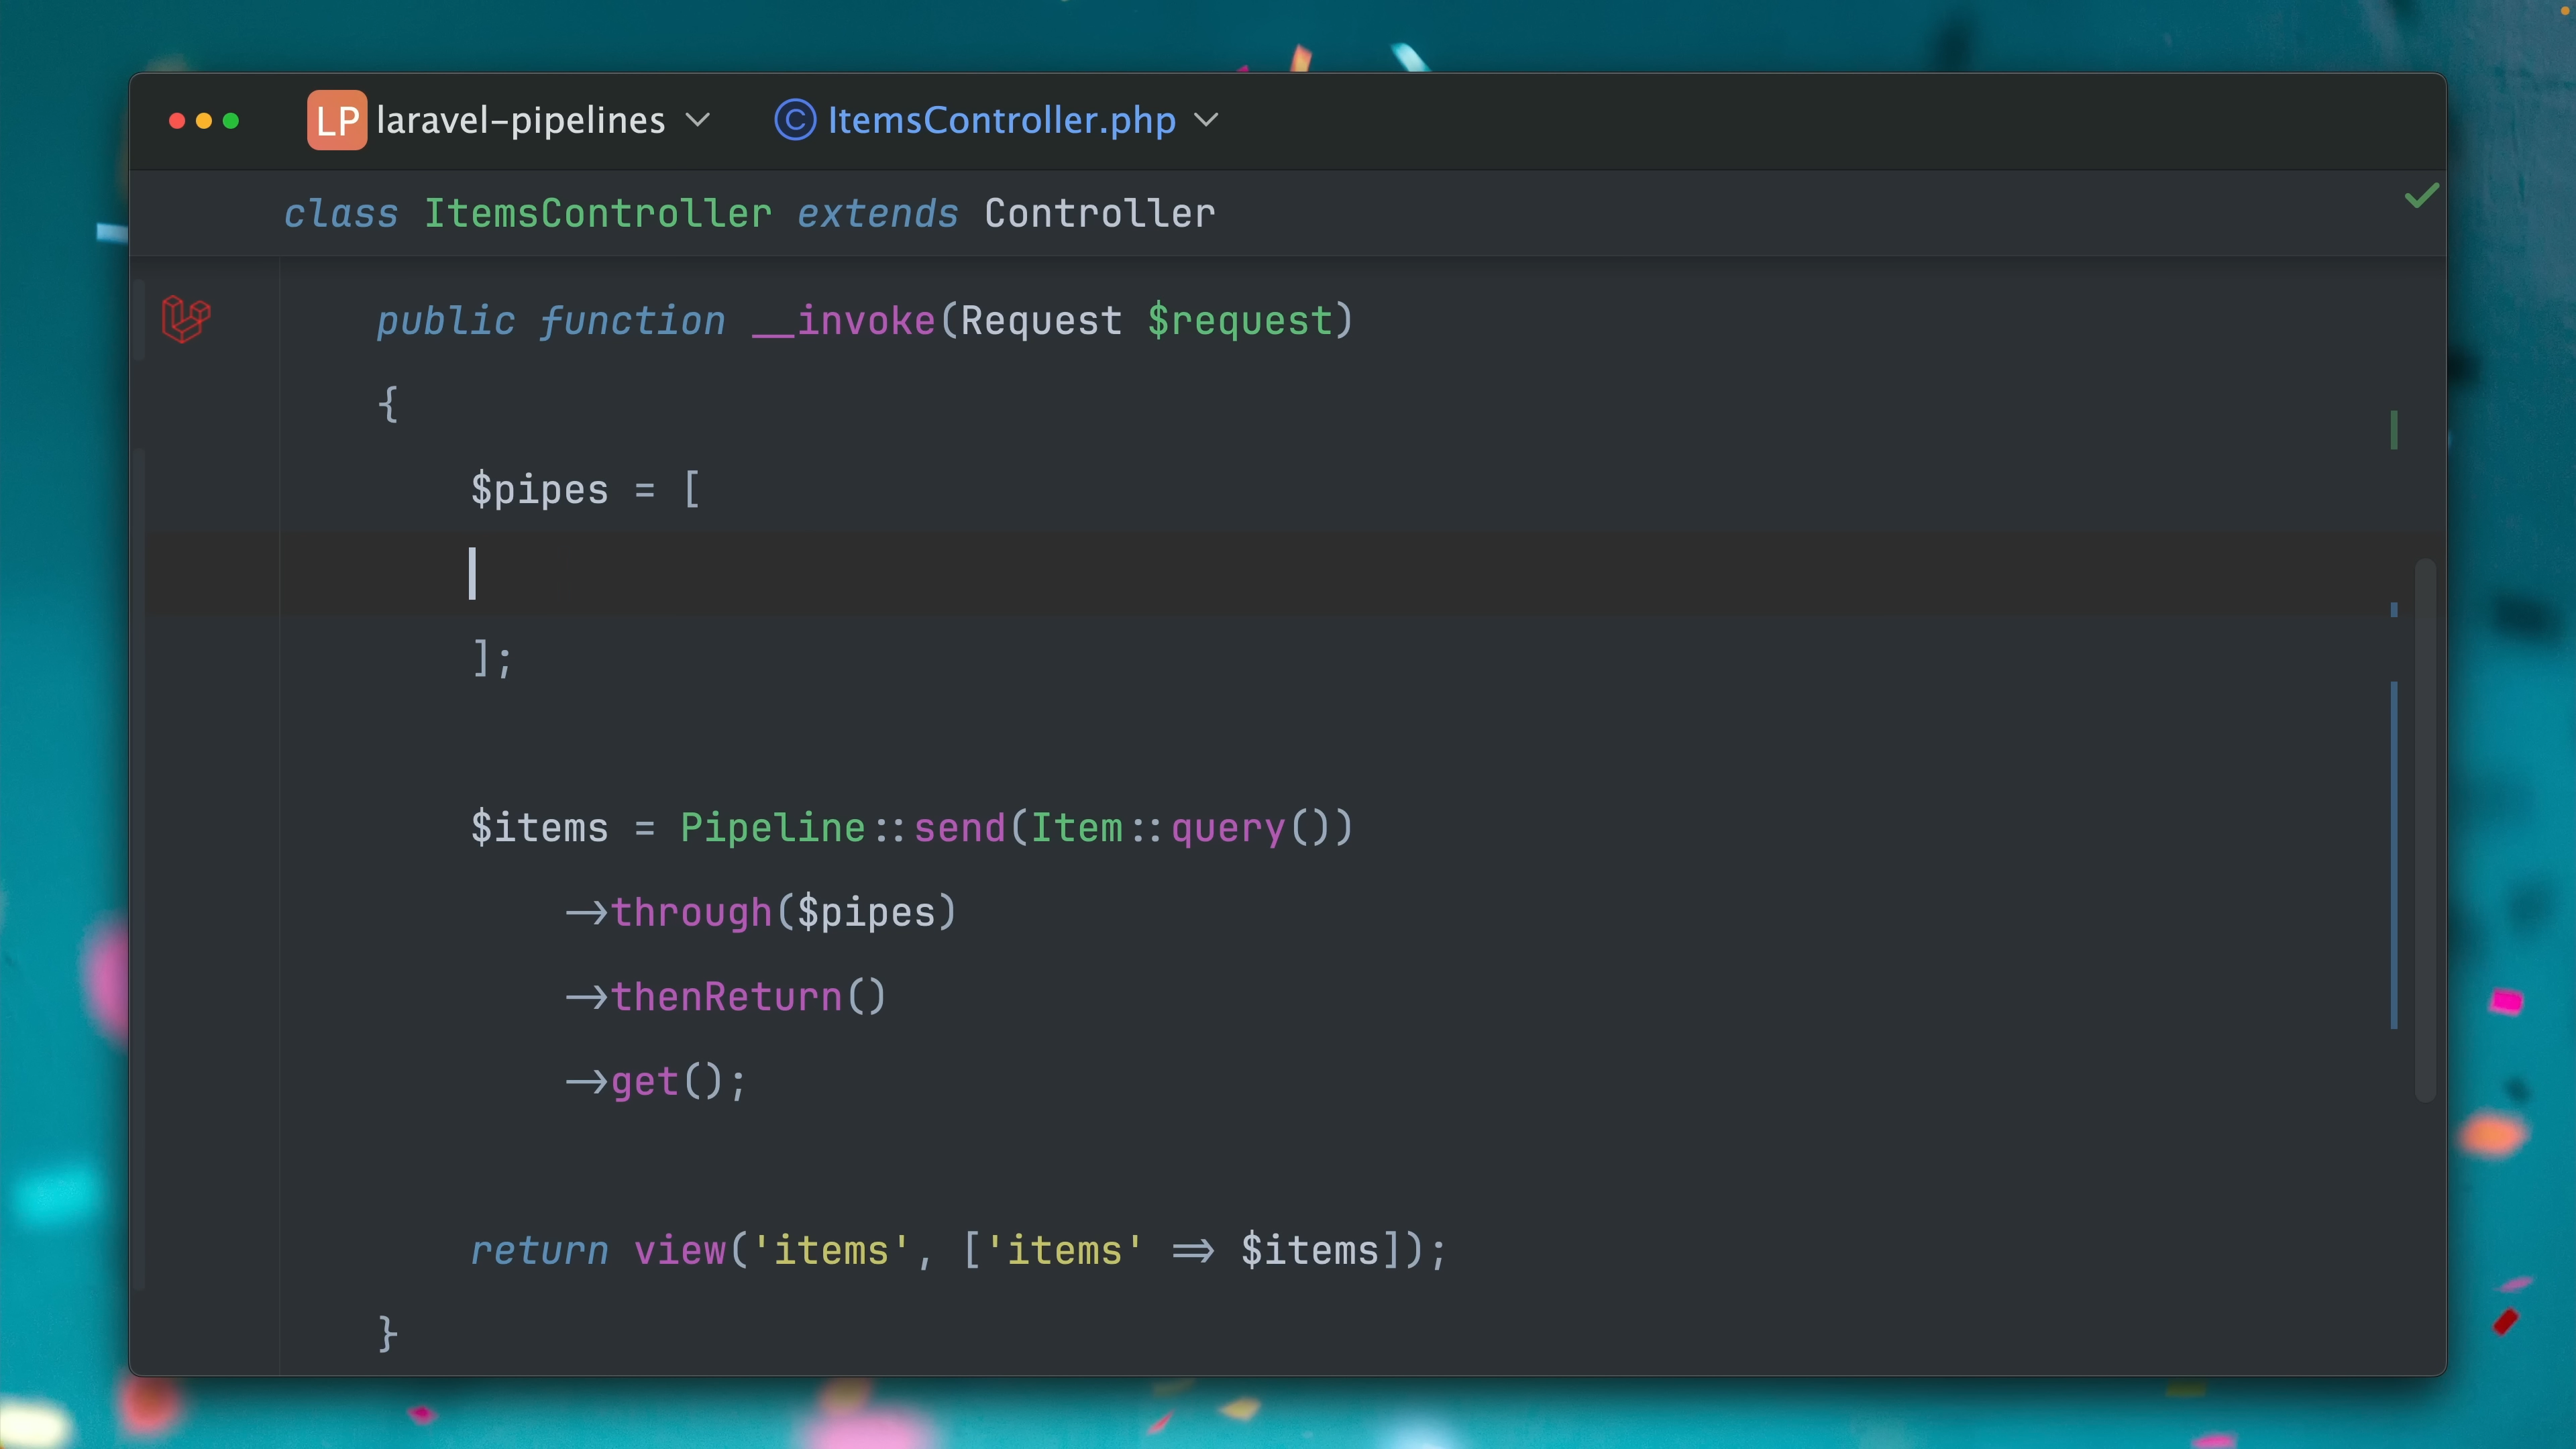 LP laravel-pipelines ItemsController.php
class ItemsController extends Controller
public function __invoke(Request $request)
{
$pipes = [
];
$items = Pipeline::send(Item::query())
->through($pipes)
->thenReturn()
->get();
return view('items', ['items' => $items]);
}